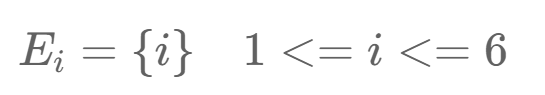 E_i = {i} 1 <= i <= 6